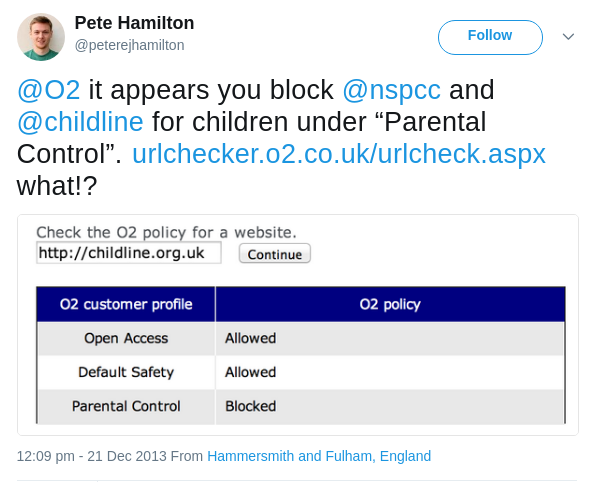 Pete Hamilton
@peterejhamilton
Follow
@O2 it appears you block @nspcc and
@childline for children under “Parental
Control”. urlchecker.o2.co.uk/urlcheck.aspx
what!?
Check the O2 policy for a website.
http://childline.org.uk Continue
O2 customer profile O2 policy
Open Access Allowed
Default Safety Allowed
Parental Control Blocked
12:09 pm - 21 Dec 2013 From Hammersmith and Fulham, England